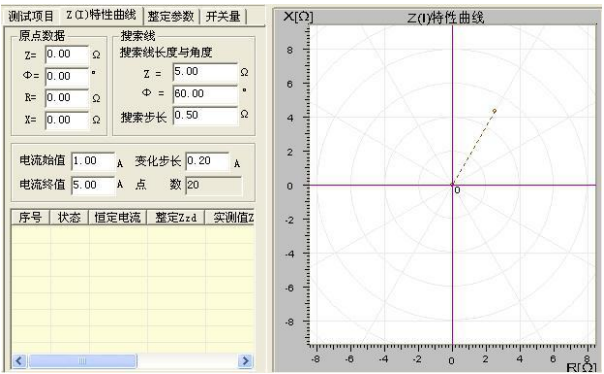 测试项目 Z(I)特性曲线 整定参数 开关量
原点数据 搜索线
搜索线长度与角度
Z= 0.00 Ω
Z = 5.00 Ω
Φ= 0.00 °
Φ = 60.00 °
R= 0.00 Ω
搜索步长 0.50 Ω
X= 0.00 Ω
电流始值 1.00 A 变化步长 0.20 A
电流终值 5.00 A 点 数 20
序号 状态 恒定电流 整定Zzd 实测值Z
X[Ω] Z(I)特性曲线
8
6
4
2
0
-2
-4
-6
-8
0
-8 -6 -4 -2 0 2 4 6 8
R[Ω]